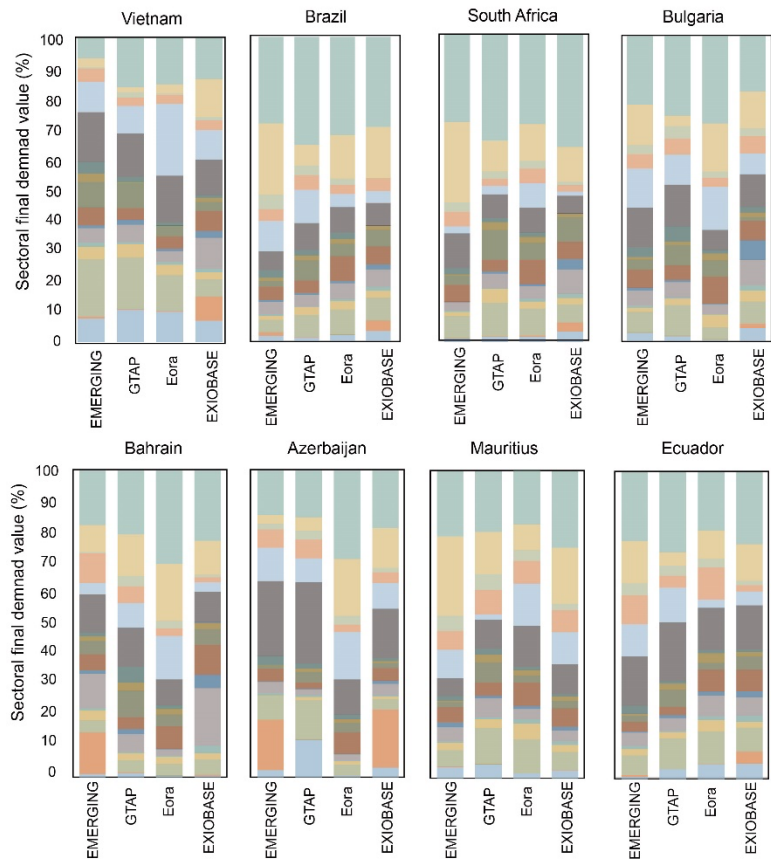 Vietnam
Brazil
South Africa
Bulgaria
Sectoral final demnad value (%)
100
90
80
70
60
50
40
30
20
10
0
EMERGING
GTAP
Eora
EXIOBASE
EMERGING
GTAP
Eora
EXIOBASE
EMERGING
GTAP
Eora
EXIOBASE
EMERGING
GTAP
Eora
EXIOBASE
Bahrain
Azerbaijan
Mauritius
Ecuador
Sectoral final demnad value (%)
100
90
80
70
60
50
40
30
20
10
0
EMERGING
GTAP
Eora
EXIOBASE
EMERGING
GTAP
Eora
EXIOBASE
EMERGING
GTAP
Eora
EXIOBASE
EMERGING
GTAP
Eora
EXIOBASE